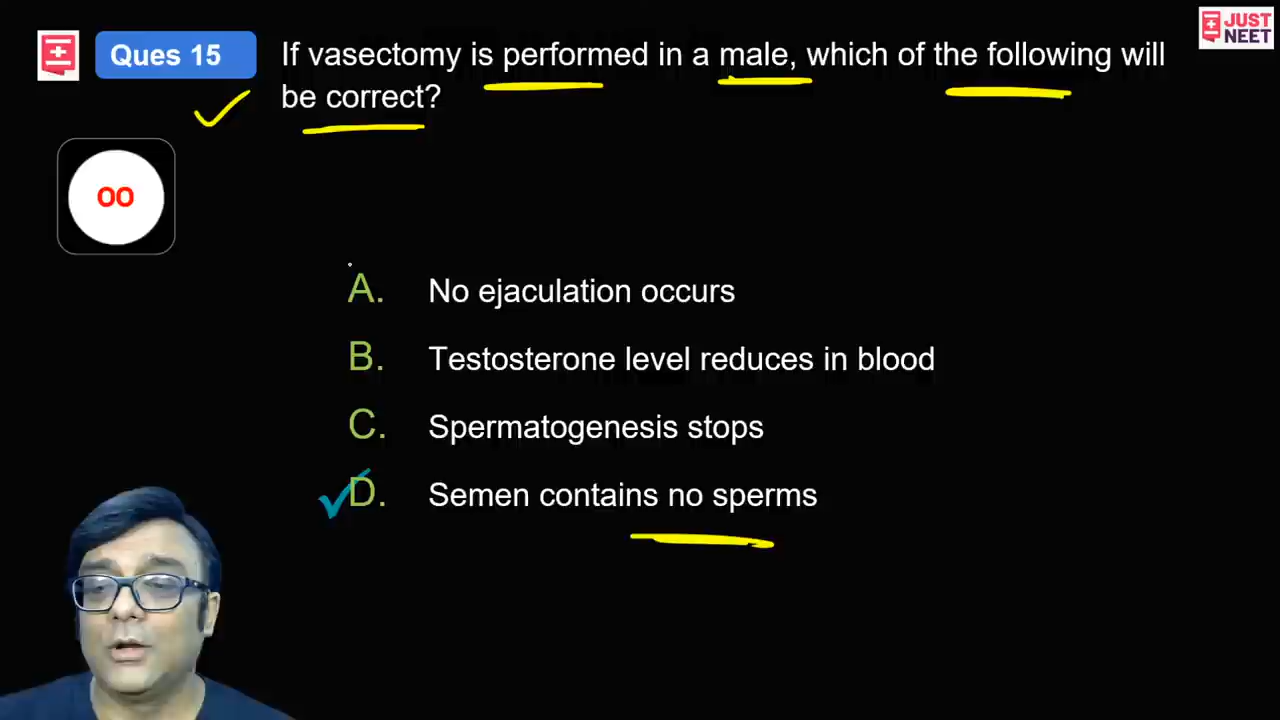 JUST
NEET
Ques 15
If vasectomy is performed in a male, which of the following will
be correct?
00
A. No ejaculation occurs
B. Testosterone level reduces in blood
C. Spermatogenesis stops
D. Semen contains no sperms